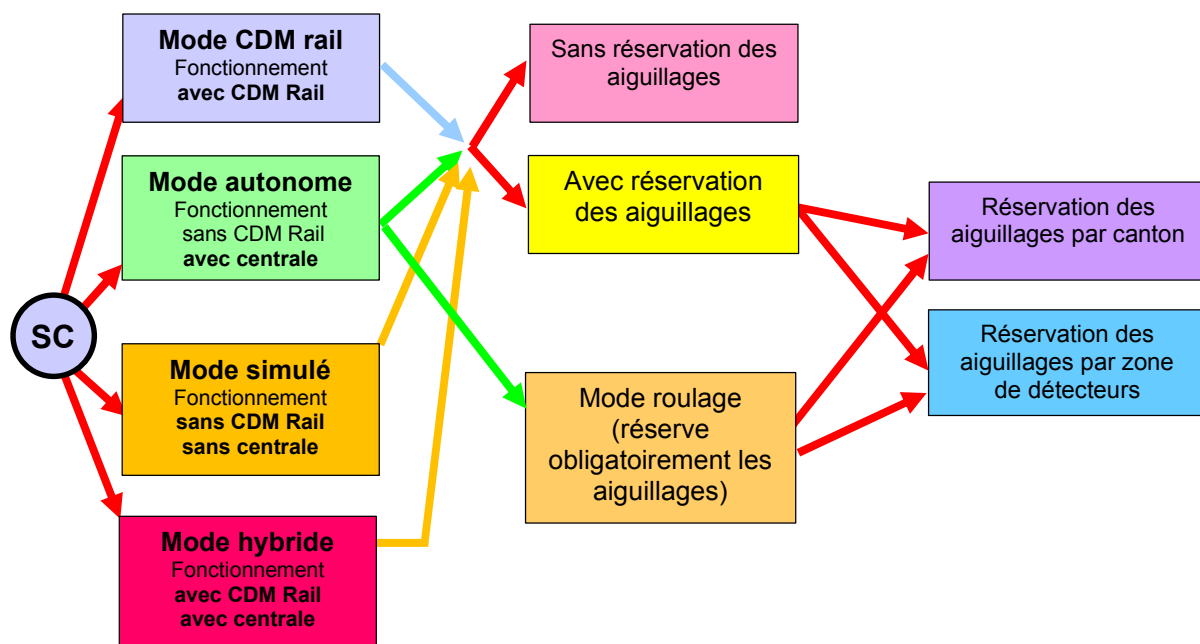 SC
Mode CDM rail
Fonctionnement
avec CDM Rail
Mode autonome
Fonctionnement
sans CDM Rail
avec centrale
Mode simulé
Fonctionnement
sans CDM Rail
sans centrale
Mode hybride
Fonctionnement
avec CDM Rail
avec centrale
Sans réservation des
aiguillages
Avec réservation
des aiguillages
Mode roulage
(réserve
obligatoirement les
aiguillages)
Réservation des
aiguillages par canton
Réservation des
aiguillages par zone
de détecteurs